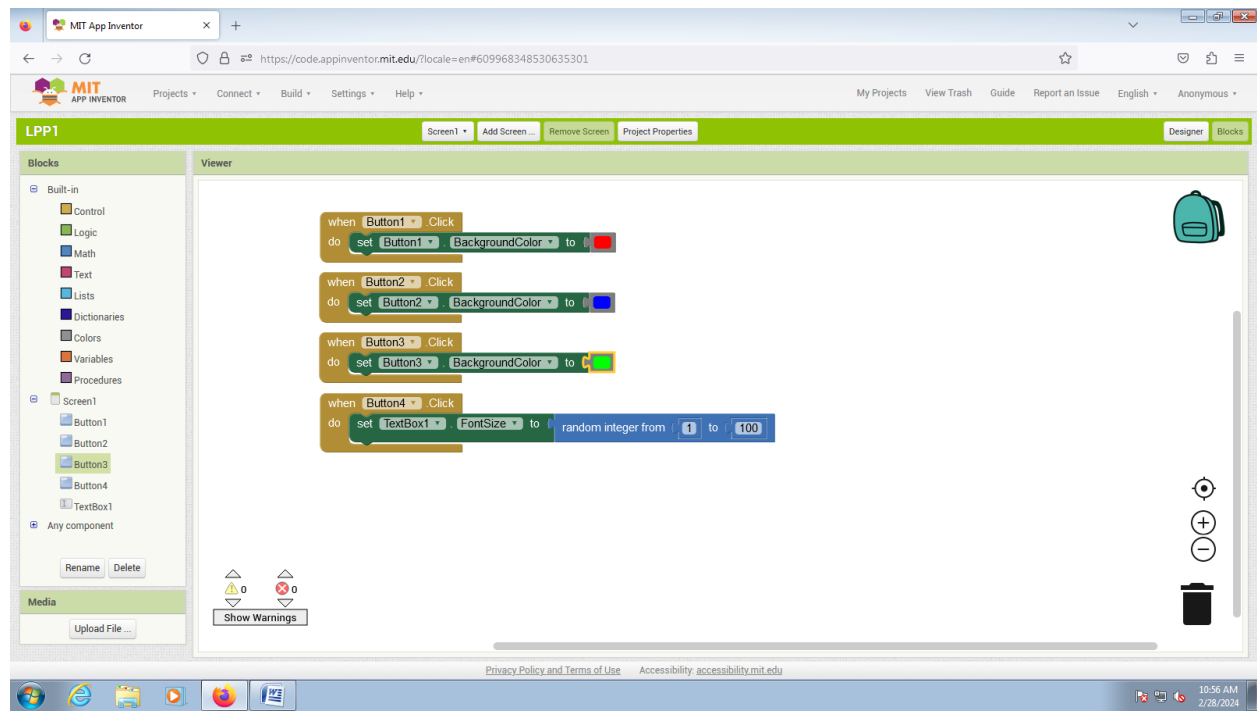 MIT App Inventor
https://code.appinventor.mit.edu/?locale=en#609968348530635301
MIT
APP INVENTOR
Projects
Connect
Build
Settings
Help
My Projects
View Trash
Guide
Report an Issue
English
Anonymous
LPP1
Screen1
Add Screen ...
Remove Screen
Project Properties
Designer
Blocks
Blocks
Viewer
Built-in
Control
Logic
Math
Text
Lists
Dictionaries
Colors
Variables
Procedures
Screen1
Button1
Button2
Button3
Button4
TextBox1
Any component
Rename
Delete
Media
Upload File ...
when Button1 .Click
do set Button1 . BackgroundColor to
when Button2 .Click
do set Button2 . BackgroundColor to
when Button3 .Click
do set Button3 . BackgroundColor to
when Button4 .Click
do set TextBox1 . FontSize to random integer from 1 to 100
0
0
Show Warnings
Privacy Policy and Terms of Use
Accessibility: accessibility.mit.edu
10:56 AM
2/28/2024